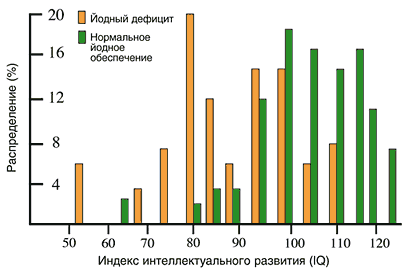 20
16
12
8
4
Распределение (%)
Йодный дефицит
Нормальное
йодное
обеспечение
50 60 70 80 90 100 110 120
Индекс интеллектуального развития (IQ)